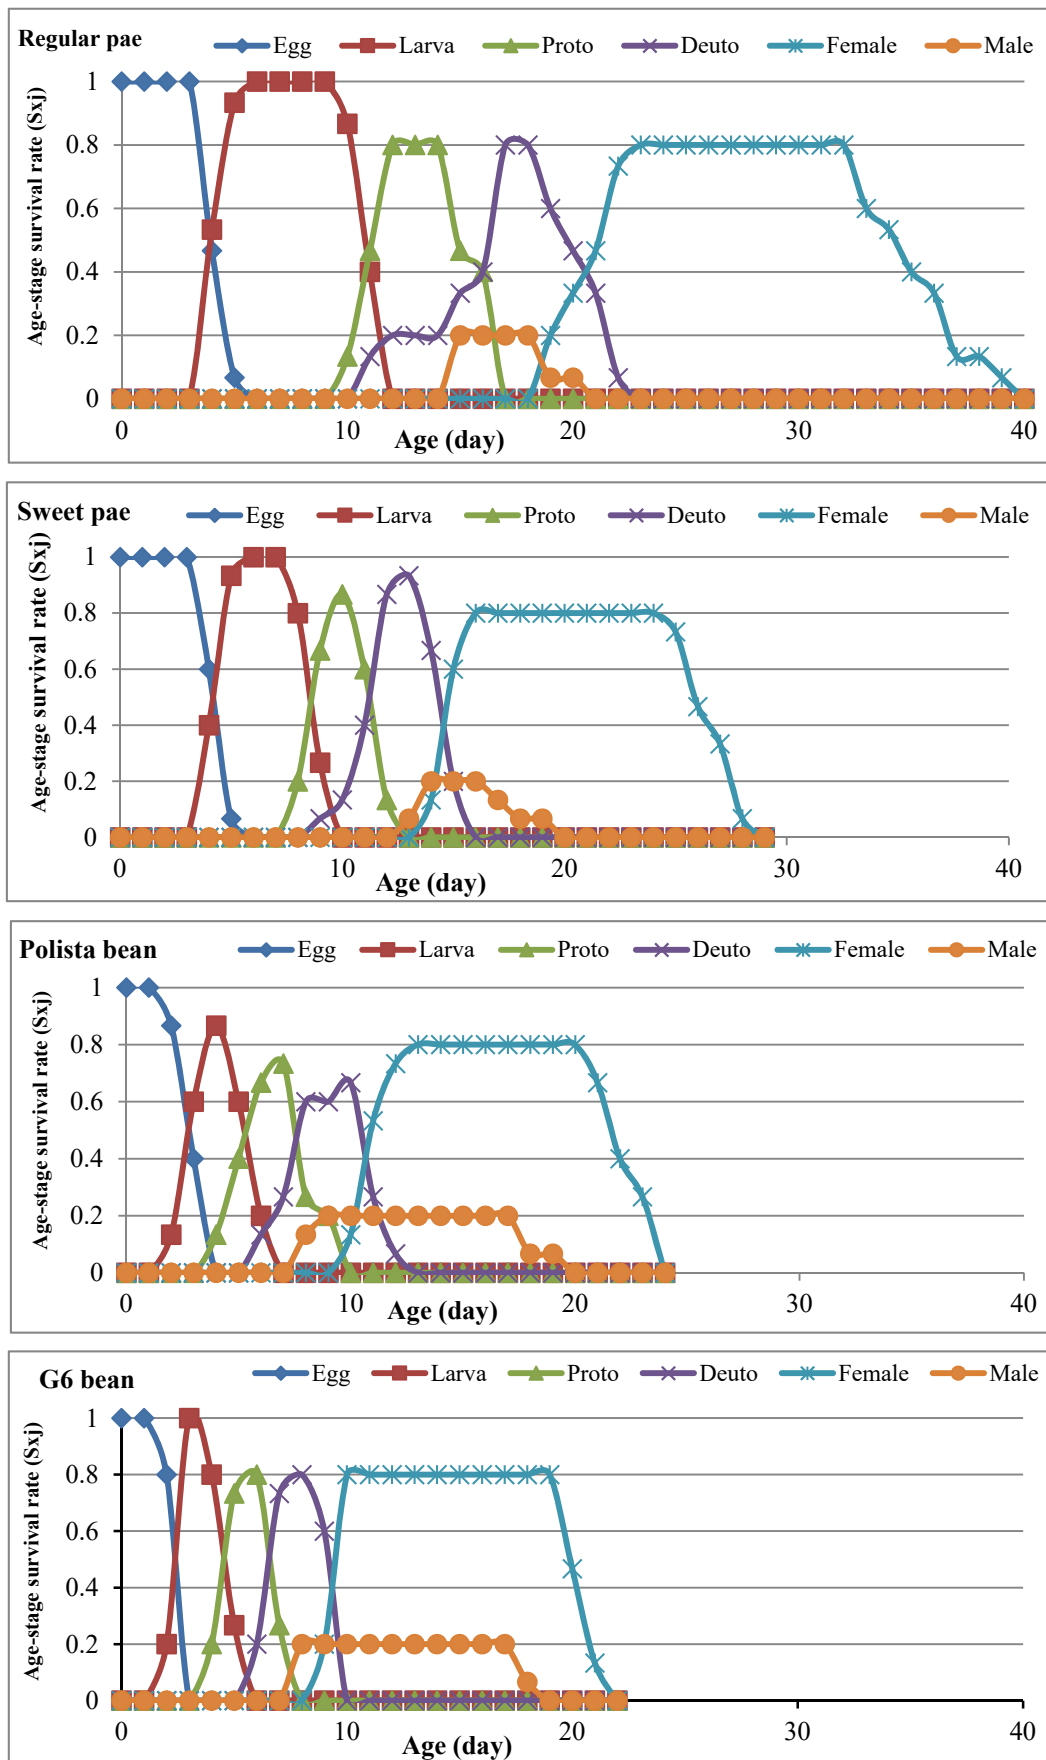 Regular pae
Egg Larva Proto Deuto Female Male
Age-stage survival rate (Sxj)
1
0.8
0.6
0.4
0.2
0
0 10 20 30 40
Age (day)
Sweet pae
Egg Larva Proto Deuto Female Male
Age-stage survival rate (Sxj)
1
0.8
0.6
0.4
0.2
0
0 10 20 30 40
Age (day)
Polista bean
Egg Larva Proto Deuto Female Male
Age-stage survival rate (Sxj)
1
0.8
0.6
0.4
0.2
0
0 10 20 30 40
Age (day)
G6 bean
Egg Larva Proto Deuto Female Male
Age-stage survival rate (Sxj)
1
0.8
0.6
0.4
0.2
0
0 10 20 30 40
Age (day)